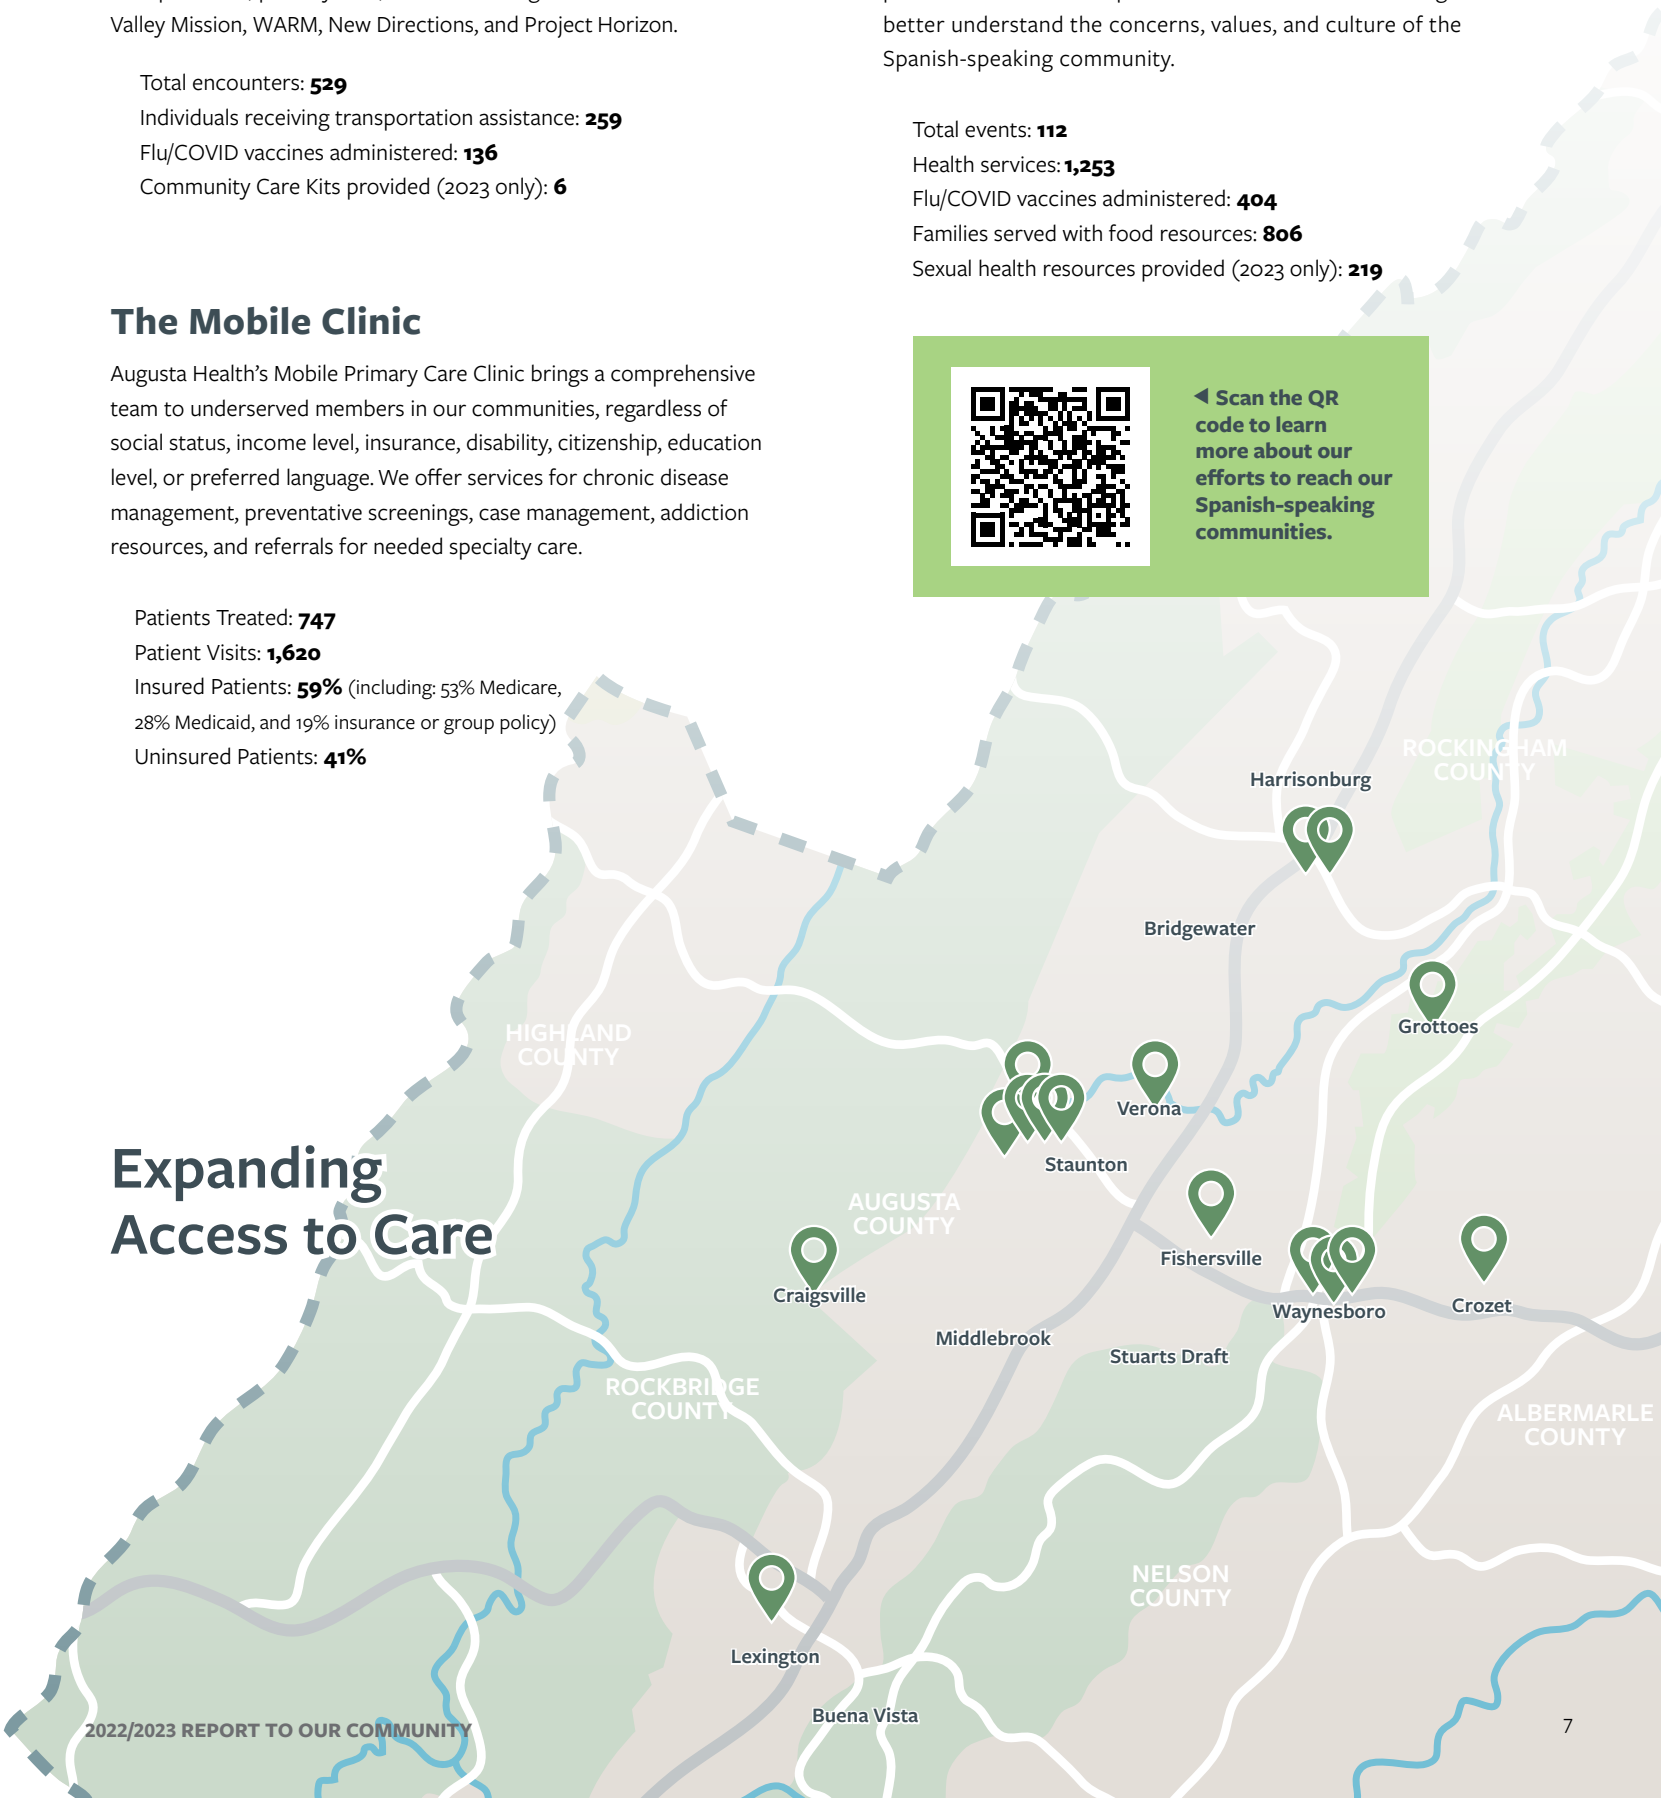 Valley Mission, WARM, New Directions, and Project Horizon.
Total encounters: 529
Individuals receiving transportation assistance: 259
Flu/COVID vaccines administered: 136
Community Care Kits provided (2023 only): 6
The Mobile Clinic
Augusta Health’s Mobile Primary Care Clinic brings a comprehensive
team to underserved members in our communities, regardless of
social status, income level, insurance, disability, citizenship, education
level, or preferred language. We offer services for chronic disease
management, preventative screenings, case management, addiction
resources, and referrals for needed specialty care.
Patients Treated: 747
Patient Visits: 1,620
Insured Patients: 59% (including: 53% Medicare,
28% Medicaid, and 19% insurance or group policy)
Uninsured Patients: 41%
better understand the concerns, values, and culture of the
Spanish-speaking community.
Total events: 112
Health services: 1,253
Flu/COVID vaccines administered: 404
Families served with food resources: 806
Sexual health resources provided (2023 only): 219
Scan the QR
code to learn
more about our
efforts to reach our
Spanish-speaking
communities.
Expanding
Access to Care
ROCKINGHAM
COUNTY
Harrisonburg
Bridgewater
Grottoes
HIGHLAND
COUNTY
Verona
Staunton
AUGUSTA
COUNTY
Fishersville
Craigsville
Waynesboro
Crozet
Middlebrook
Stuarts Draft
ROCKBRIDGE
COUNTY
ALBERMARLE
COUNTY
NELSON
COUNTY
Lexington
Buena Vista
2022/2023 REPORT TO OUR COMMUNITY
7